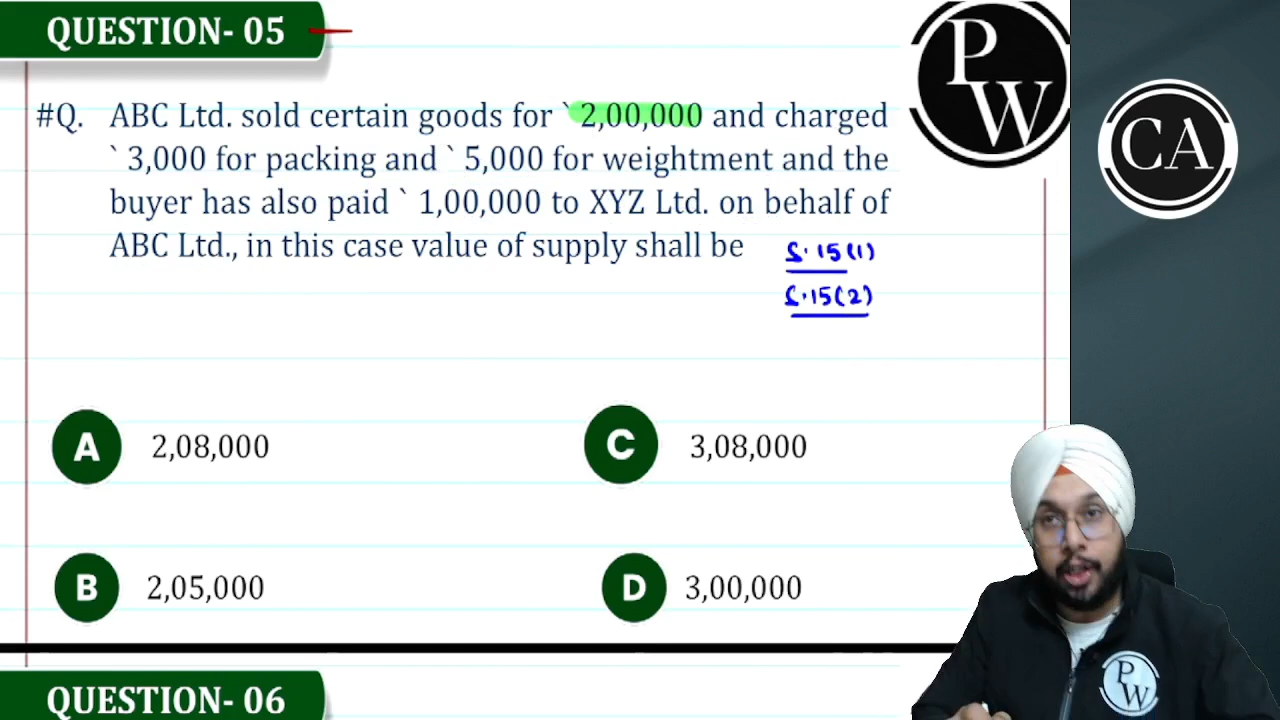 QUESTION- 05
#Q. ABC Ltd. sold certain goods for ` 2,00,000 and charged
` 3,000 for packing and ` 5,000 for weightment and the
buyer has also paid ` 1,00,000 to XYZ Ltd. on behalf of
ABC Ltd., in this case value of supply shall be
S.15(1)
S.15(2)
A 2,08,000
C 3,08,000
B 2,05,000
D 3,00,000
QUESTION- 06
PW
CA
PW